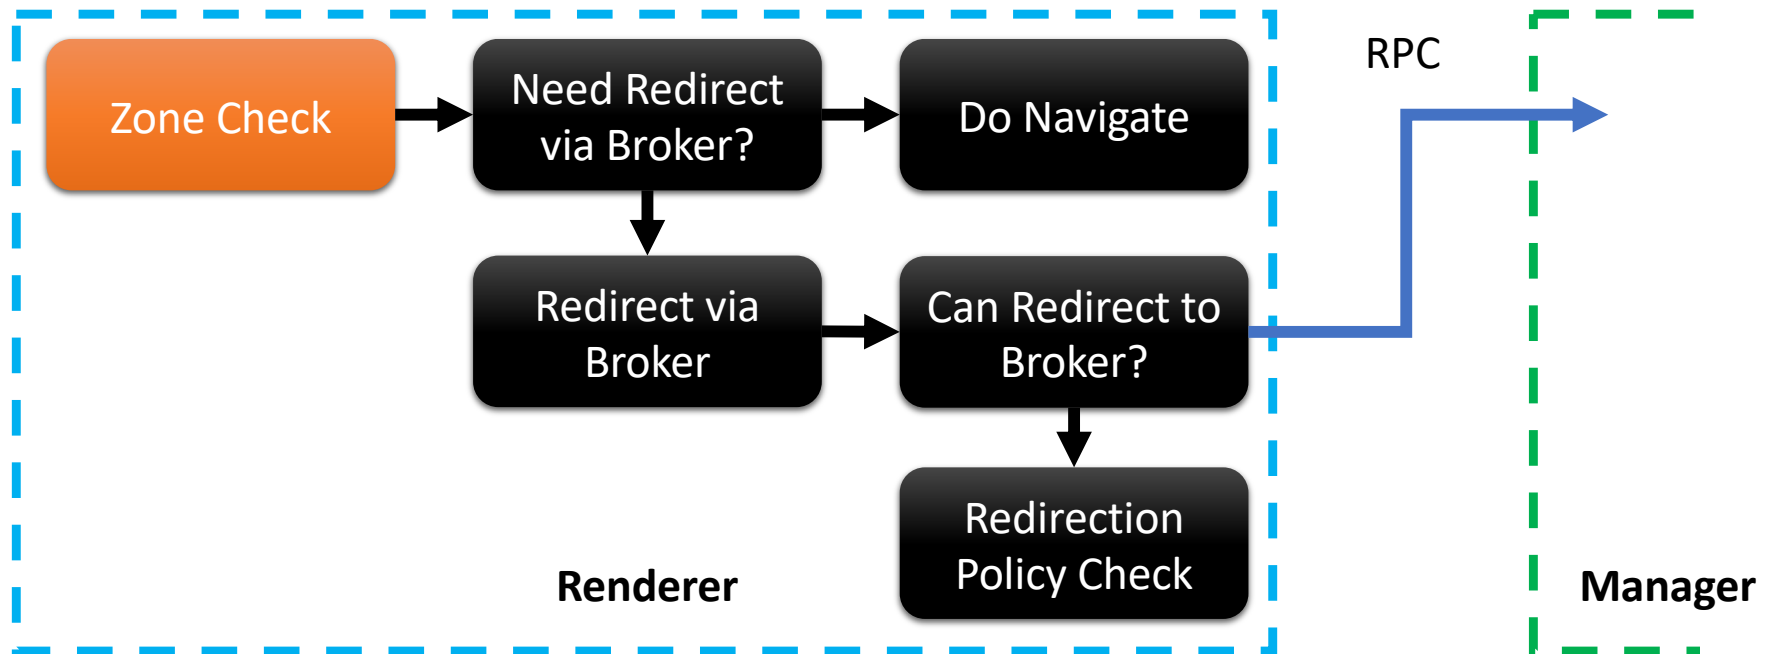 Zone Check
Need Redirect
via Broker?
Do Navigate
RPC
Redirect via
Broker
Can Redirect to
Broker?
Redirection
Policy Check
Renderer
Manager